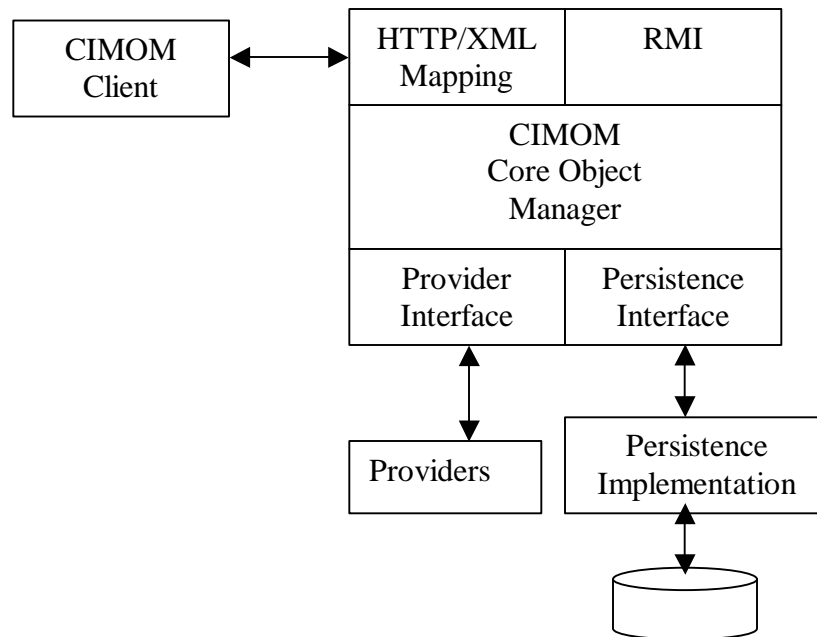 CIMOM
Client
HTTP/XML
Mapping
RMI
CIMOM
Core Object
Manager
Provider
Interface
Persistence
Interface
Providers
Persistence
Implementation